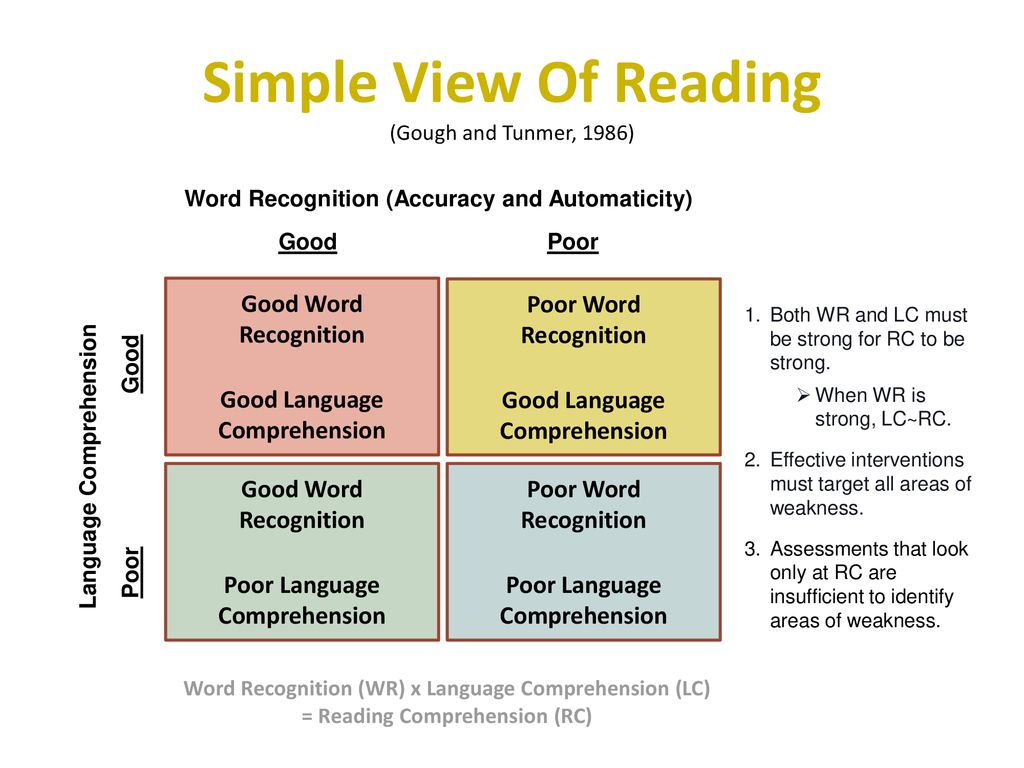 Simple View Of Reading
(Gough and Tunmer, 1986)
Word Recognition (Accuracy and Automaticity)
Good
Poor
Language Comprehension
Good
Poor
Good Word
Recognition
Good Language
Comprehension
Poor Word
Recognition
Good Language
Comprehension
Good Word
Recognition
Poor Language
Comprehension
Poor Word
Recognition
Poor Language
Comprehension
1. Both WR and LC must
be strong for RC to be
strong.
➢ When WR is
strong, LC~RC.
2. Effective interventions
must target all areas of
weakness.
3. Assessments that look
only at RC are
insufficient to identify
areas of weakness.
Word Recognition (WR) x Language Comprehension (LC)
= Reading Comprehension (RC)